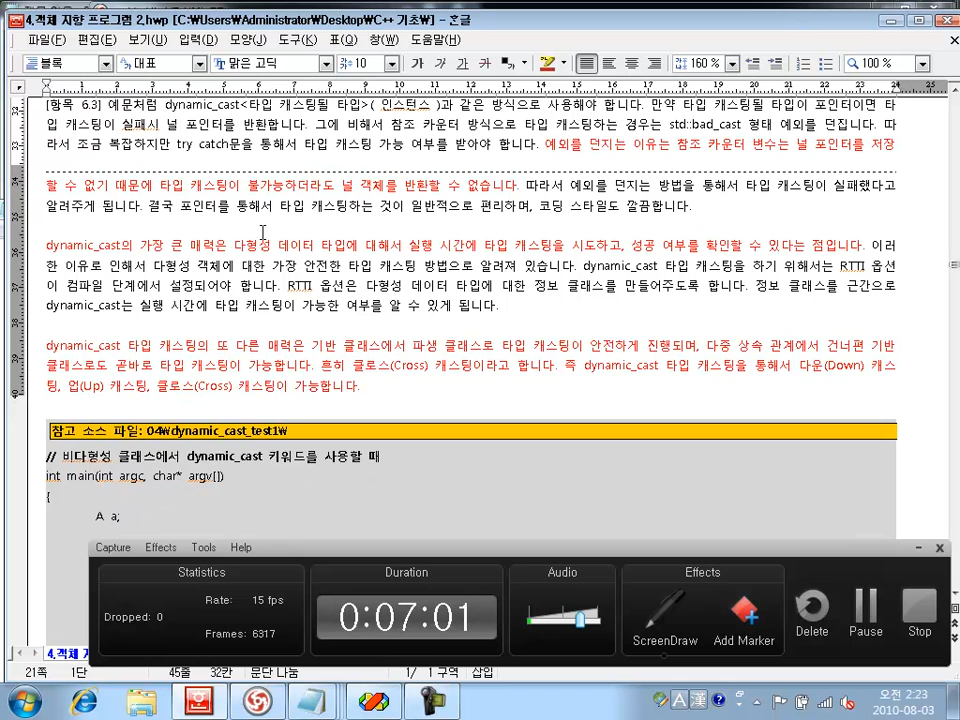 4.객체 지향 프로그램 2.hwp [C:₩Users₩Administrator₩Desktop₩C++ 기초₩] - 흔글
파일(F) 편집(E) 보기(U) 입력(D) 모양(J) 도구(K) 표(Q) 창(W) 도움말(H)
블록 대표 맑은 고딕 10 가 가 가 가 160 % 100 %
1 2 3 4 5 6 7 8 9 10 11 12 13 14 15 16 17 18 19 20 21 22 23 24 25
[항목 6.3] 예문처럼 dynamic_cast<타입 캐스팅될 타입>( 인스턴스 )과 같은 방식으로 사용해야 합니다. 만약 타입 캐스팅될 타입이 포인터이면 타
입 캐스팅이 실패시 널 포인터를 반환합니다. 그에 비해서 참조 카운터 방식으로 타입 캐스팅하는 경우는 std::bad_cast 형태 예외를 던집니다. 따
라서 조금 복잡하지만 try catch문을 통해서 타입 캐스팅 가능 여부를 받아야 합니다. 예외를 던지는 이유는 참조 카운터 변수는 널 포인터를 저장
할 수 없기 때문에 타입 캐스팅이 불가능하더라도 널 객체를 반환할 수 없습니다. 따라서 예외를 던지는 방법을 통해서 타입 캐스팅이 실패했다고
알려주게 됩니다. 결국 포인터를 통해서 타입 캐스팅하는 것이 일반적으로 편리하며, 코딩 스타일도 깔끔합니다.
dynamic_cast의 가장 큰 매력은 다형성 데이터 타입에 대해서 실행 시간에 타입 캐스팅을 시도하고, 성공 여부를 확인할 수 있다는 점입니다. 이러
한 이유로 인해서 다형성 객체에 대한 가장 안전한 타입 캐스팅 방법으로 알려져 있습니다. dynamic_cast 타입 캐스팅을 하기 위해서는 RTTI 옵션
이 컴파일 단계에서 설정되어야 합니다. RTTI 옵션은 다형성 데이터 타입에 대한 정보 클래스를 만들어주도록 합니다. 정보 클래스를 근간으로
dynamic_cast는 실행 시간에 타입 캐스팅이 가능한 여부를 알 수 있게 됩니다.
dynamic_cast 타입 캐스팅의 또 다른 매력은 기반 클래스에서 파생 클래스로 타입 캐스팅이 안전하게 진행되며, 다중 상속 관계에서 건너편 기반
클래스로도 곧바로 타입 캐스팅이 가능합니다. 흔히 클로스(Cross) 캐스팅이라고 합니다. 즉 dynamic_cast 타입 캐스팅을 통해서 다운(Down) 캐스
팅, 업(Up) 캐스팅, 클로스(Cross) 캐스팅이 가능합니다.
참고 소스 파일: 04₩dynamic_cast_test1₩
// 비다형성 클래스에서 dynamic_cast 키워드를 사용할 때
int main(int argc, char* argv[])
{
A a;
Capture Effects Tools Help
Statistics Duration Audio Effects
Rate: 15 fps
Dropped: 0
Frames: 6317
0:07:01
ScreenDraw Add Marker Delete Pause Stop
4.객체 지
21쪽 1단 45줄 32칸 문단 나눔 1/ 1 구역 삽입
A 漢 오전 2:23
2010-08-03